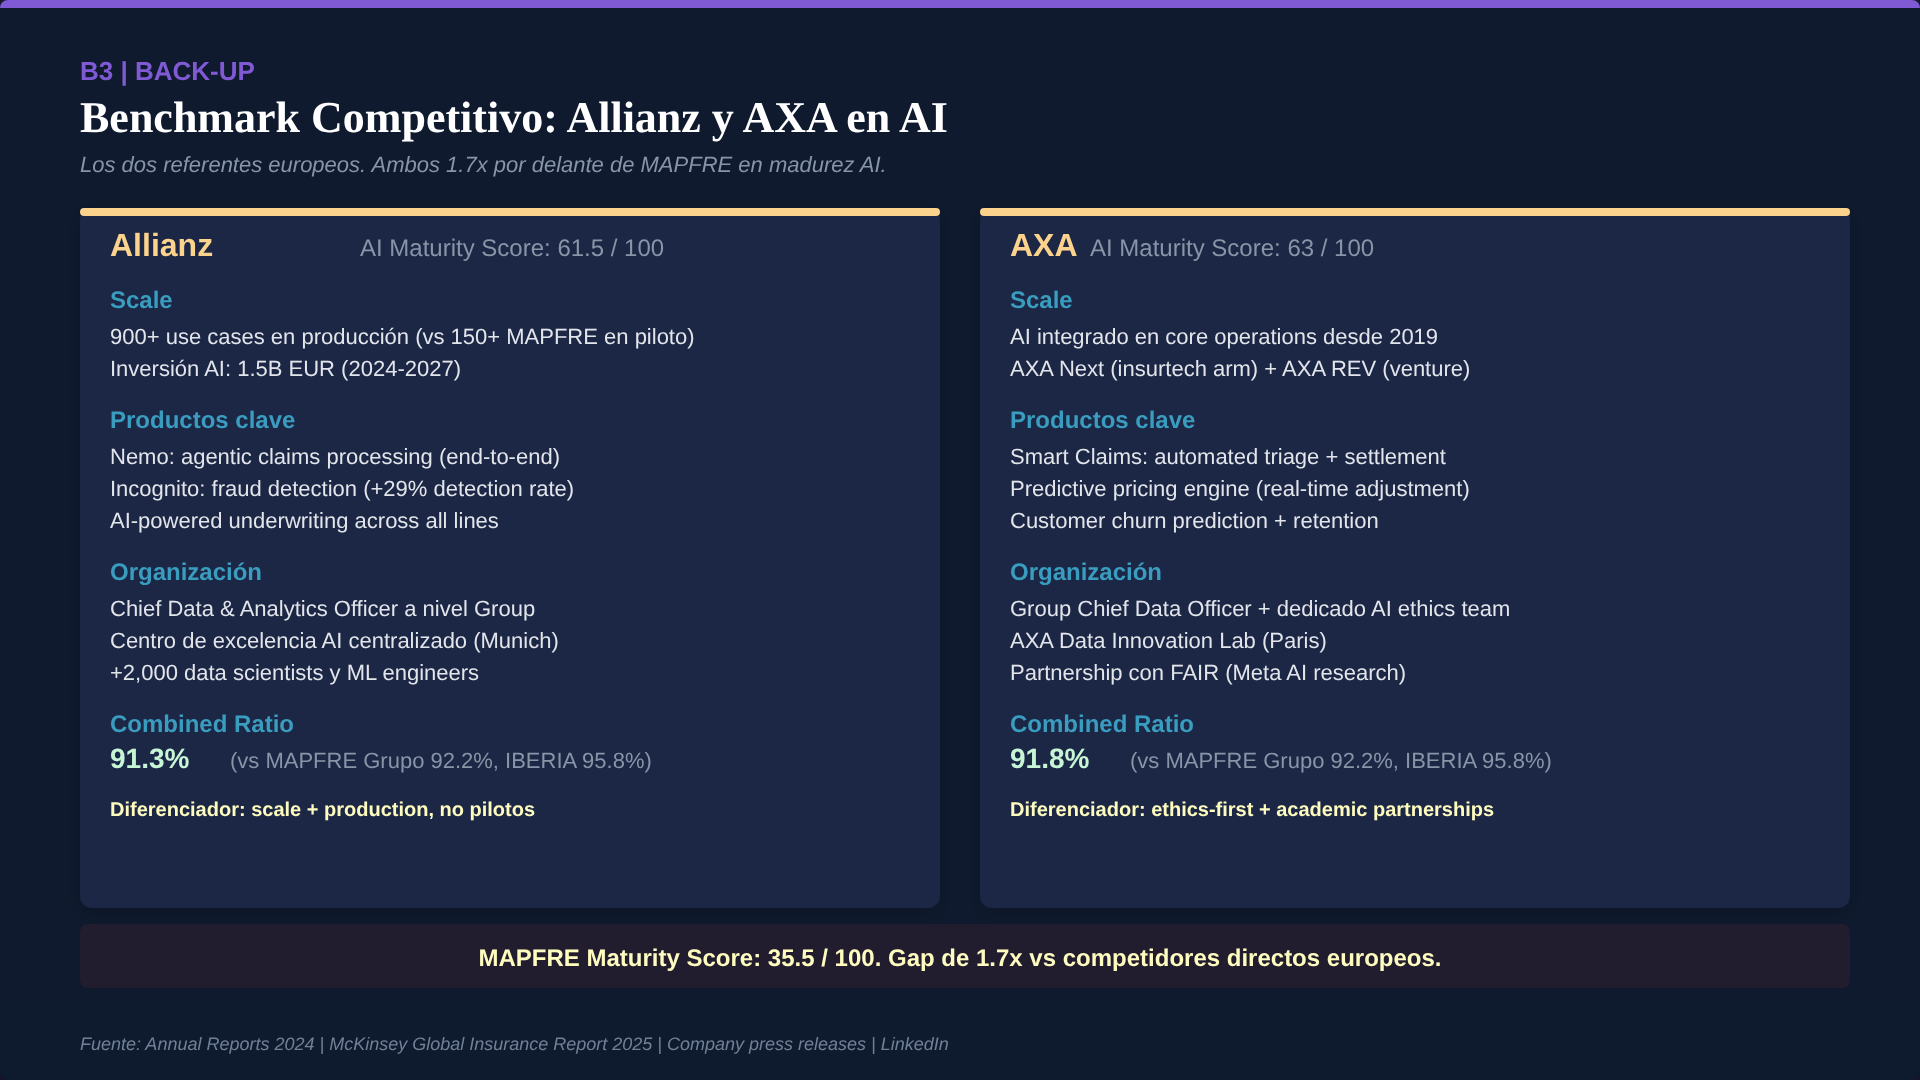 B3 | BACK-UP
Benchmark Competitivo: Allianz y AXA en AI
Los dos referentes europeos. Ambos 1.7x por delante de MAPFRE en madurez AI.
Allianz AI Maturity Score: 61.5 / 100
Scale
900+ use cases en producción (vs 150+ MAPFRE en piloto)
Inversión AI: 1.5B EUR (2024-2027)
Productos clave
Nemo: agentic claims processing (end-to-end)
Incognito: fraud detection (+29% detection rate)
AI-powered underwriting across all lines
Organización
Chief Data & Analytics Officer a nivel Group
Centro de excelencia AI centralizado (Munich)
+2,000 data scientists y ML engineers
Combined Ratio
91.3% (vs MAPFRE Grupo 92.2%, IBERIA 95.8%)
Diferenciador: scale + production, no pilotos
AXA AI Maturity Score: 63 / 100
Scale
AI integrado en core operations desde 2019
AXA Next (insurtech arm) + AXA REV (venture)
Productos clave
Smart Claims: automated triage + settlement
Predictive pricing engine (real-time adjustment)
Customer churn prediction + retention
Organización
Group Chief Data Officer + dedicado AI ethics team
AXA Data Innovation Lab (Paris)
Partnership con FAIR (Meta AI research)
Combined Ratio
91.8% (vs MAPFRE Grupo 92.2%, IBERIA 95.8%)
Diferenciador: ethics-first + academic partnerships
MAPFRE Maturity Score: 35.5 / 100. Gap de 1.7x vs competidores directos europeos.
Fuente: Annual Reports 2024 | McKinsey Global Insurance Report 2025 | Company press releases | LinkedIn